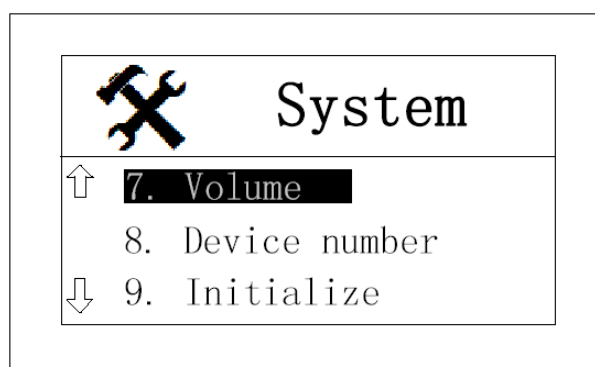 System
7. Volume
8. Device number
9. Initialize